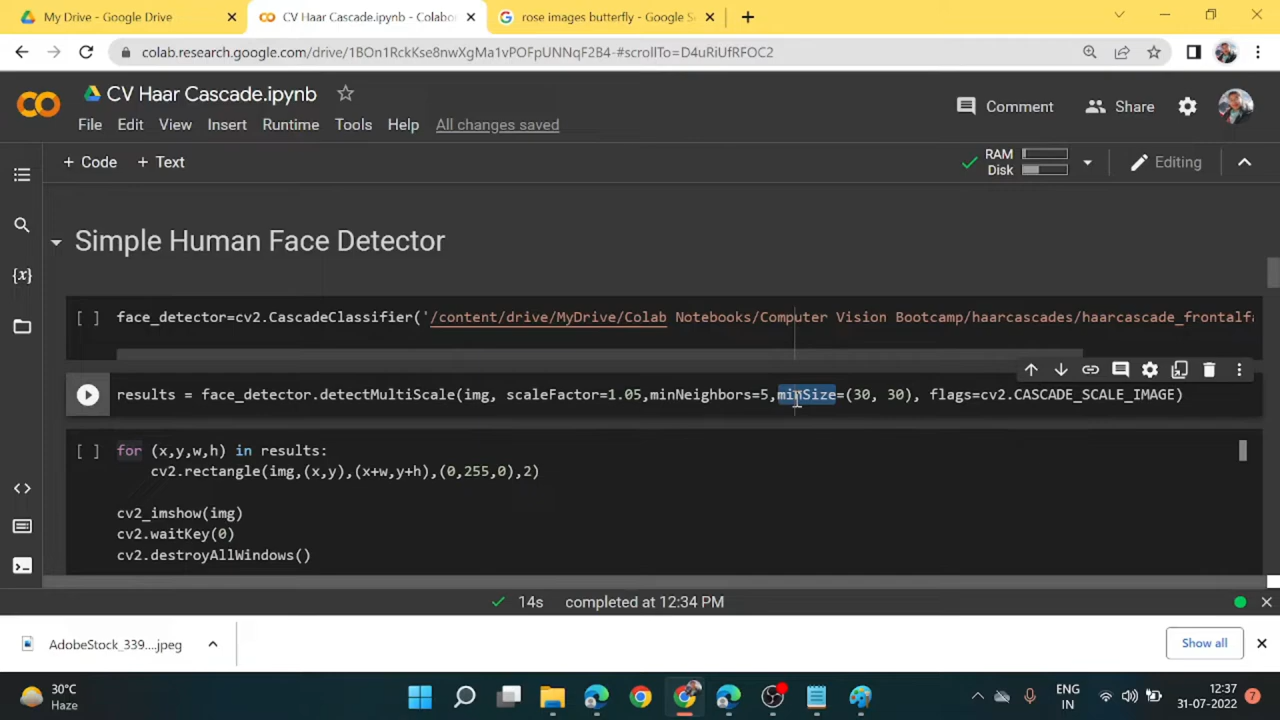 My Drive - Google Drive
CV Haar Cascade.ipynb - Colabo
rose images butterfly - Google Se
colab.research.google.com/drive/1BOn1RckKse8nwXgMa1vPOFpUNNqF2B4-#scrollTo=D4uRiUfRFOC2
CV Haar Cascade.ipynb
Comment
Share
File Edit View Insert Runtime Tools Help All changes saved
+ Code + Text
RAM
Disk
Editing
Simple Human Face Detector
[ ] face_detector=cv2.CascadeClassifier('/content/drive/MyDrive/Colab Notebooks/Computer Vision Bootcamp/haarcascades/haarcascade_frontalfa
results = face_detector.detectMultiScale(img, scaleFactor=1.05,minNeighbors=5,minSize=(30, 30), flags=cv2.CASCADE_SCALE_IMAGE)
[ ] for (x,y,w,h) in results:
cv2.rectangle(img,(x,y),(x+w,y+h),(0,255,0),2)
cv2_imshow(img)
cv2.waitKey(0)
cv2.destroyAllWindows()
14s completed at 12:34 PM
AdobeStock_339....jpeg
Show all
30°C
Haze
ENG
IN
12:37
31-07-2022
7